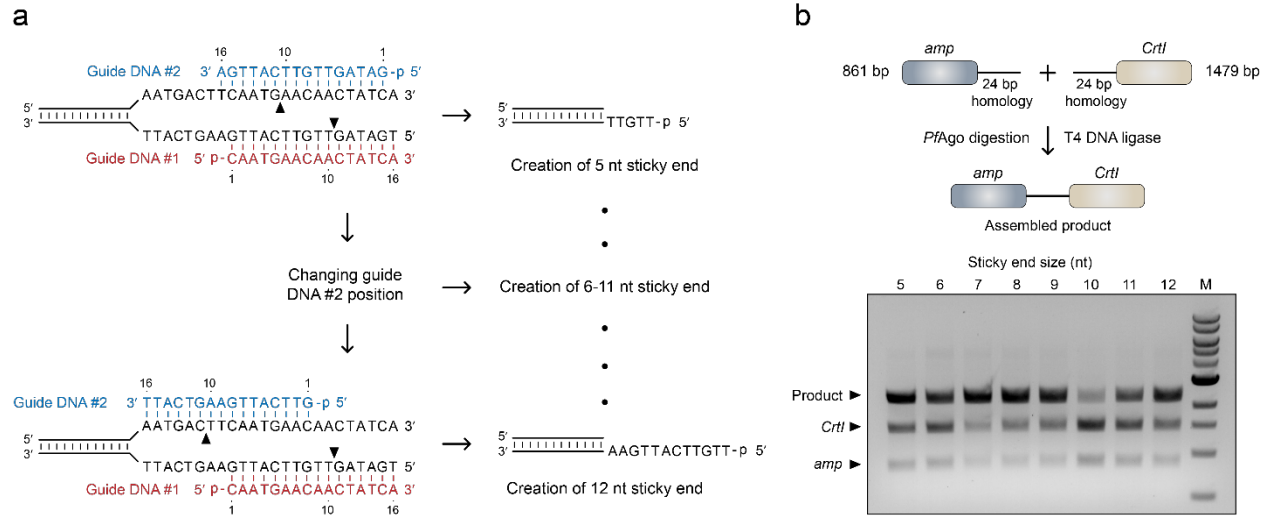 a
16 10 1
Guide DNA #2 3′ AGTTACTTGTTGATAG-p 5′
AATGACTTCAATGAACAACTATCA 3′
5′
3′
TTACTGAAGTTACTTGTTGATAGT 5′
Guide DNA #1 5′ p-CAATGAACAACTATCA 3′
1 10 16
5′
3′
TTGTT-p 5′
Creation of 5 nt sticky end
Changing guide
DNA #2 position
Creation of 6-11 nt sticky end
16 10 1
Guide DNA #2 3′ TTACTGAAGTTACTTG-p 5′
AATGACTTCAATGAACAACTATCA 3′
5′
3′
TTACTGAAGTTACTTGTTGATAGT 5′
Guide DNA #1 5′ p-CAATGAACAACTATCA 3′
1 10 16
5′
3′
AAGTTACTTGTT-p 5′
Creation of 12 nt sticky end
b
amp CrtI
861 bp + 1479 bp
24 bp 24 bp
homology homology
PfAgo digestion T4 DNA ligase
amp CrtI
Assembled product
Sticky end size (nt)
5 6 7 8 9 10 11 12 M
Product
CrtI
amp